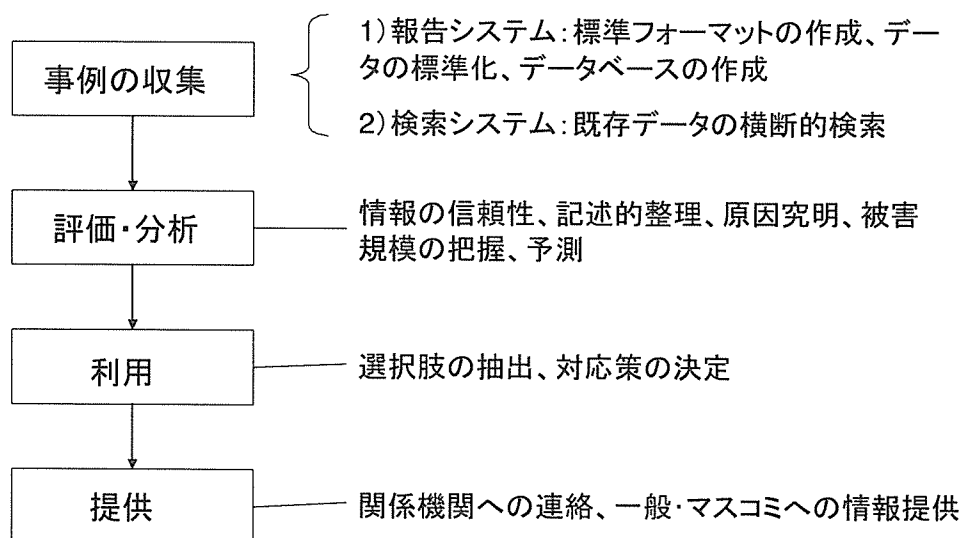 事例の収集
1)報告システム:標準フォーマットの作成、デー
タの標準化、データベースの作成
2)検索システム:既存データの横断的検索
評価・分析
情報の信頼性、記述的整理、原因究明、被害
規模の把握、予測
利用
選択肢の抽出、対応策の決定
提供
関係機関への連絡、一般・マスコミへの情報提供